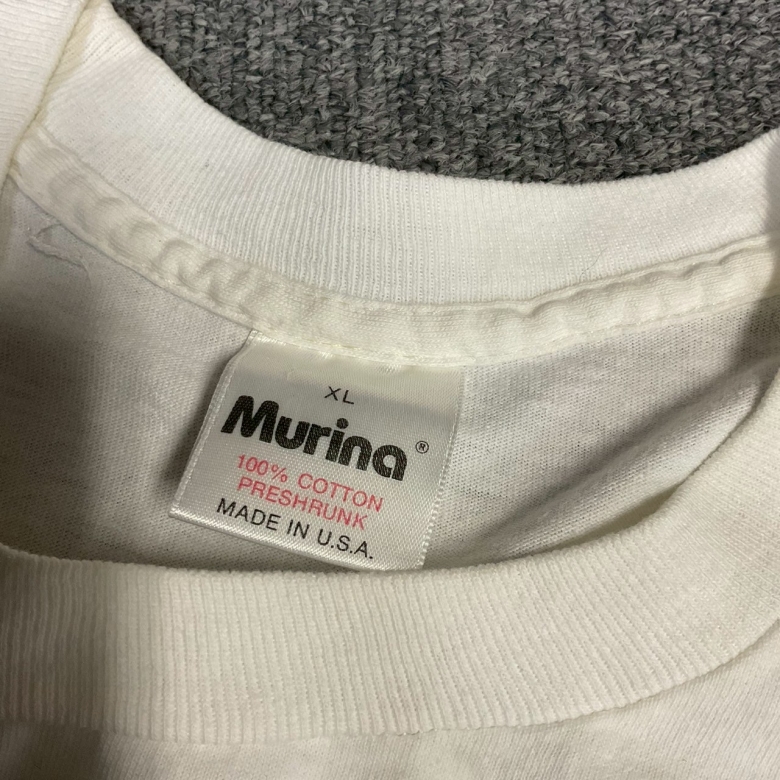 XL
Murina®
100% COTTON
PRESHRUNK
MADE IN U.S.A.